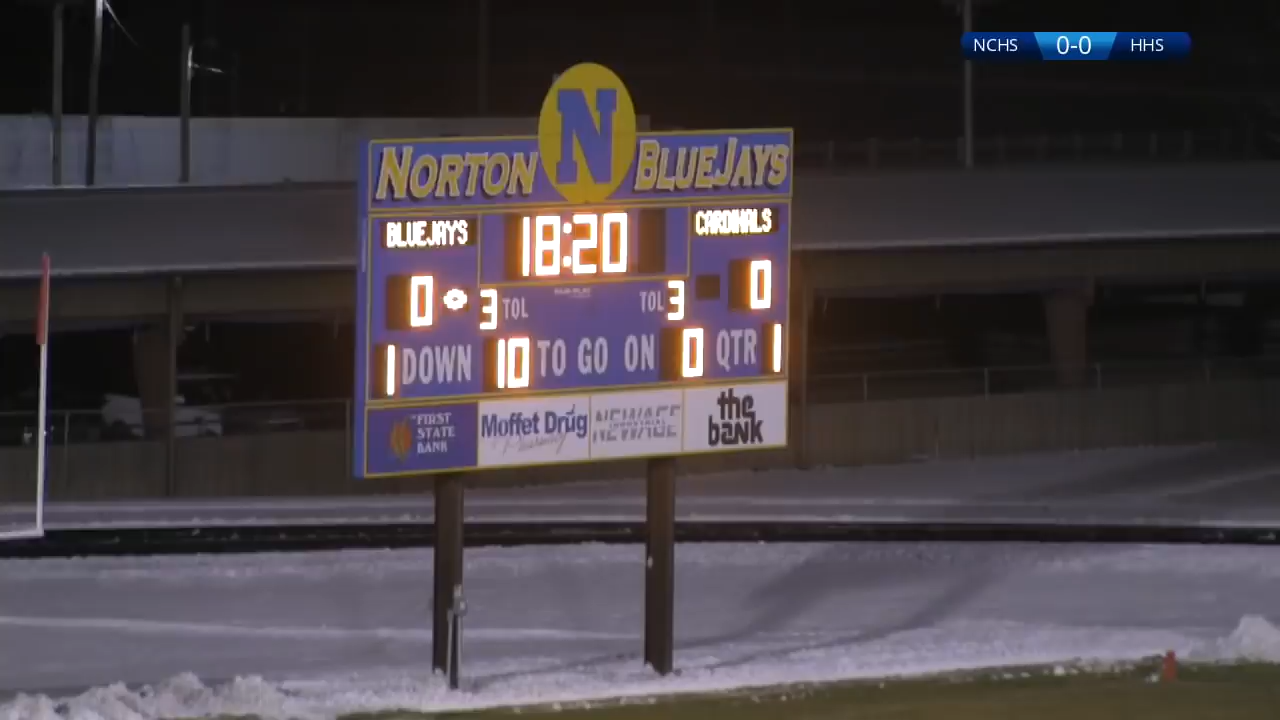 NCHS 0-0 HHS
N
NORTON BLUEJAYS
BLUEJAYS 18:20 CARDINALS
0 3 TOL TOL 3 0
1 DOWN 10 TO GO ON 0 QTR 1
FIRST STATE BANK
Moffet Drug
NEWAGE
INDUSTRIAL
the bank